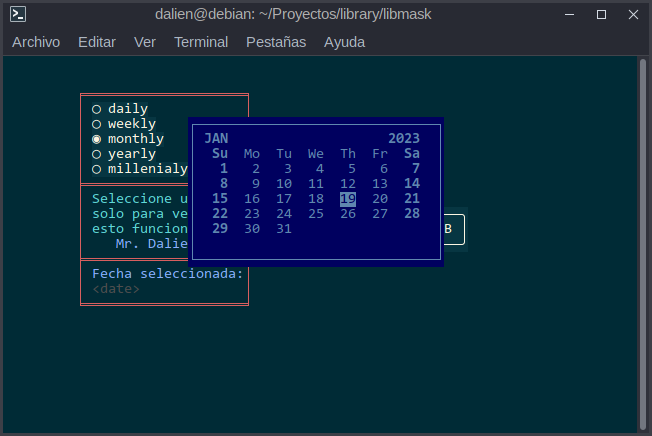 dalien@debian: ~/Proyectos/library/libmask
Archivo Editar Ver Terminal Pestañas Ayuda
daily
weekly
monthly
yearly
millenialy
Seleccione u
solo para ve
esto funcion
Mr. Dalie
Fecha seleccionada:
<date>
JAN 2023
Su Mo Tu We Th Fr Sa
1 2 3 4 5 6 7
8 9 10 11 12 13 14
15 16 17 18 19 20 21
22 23 24 25 26 27 28
29 30 31
B